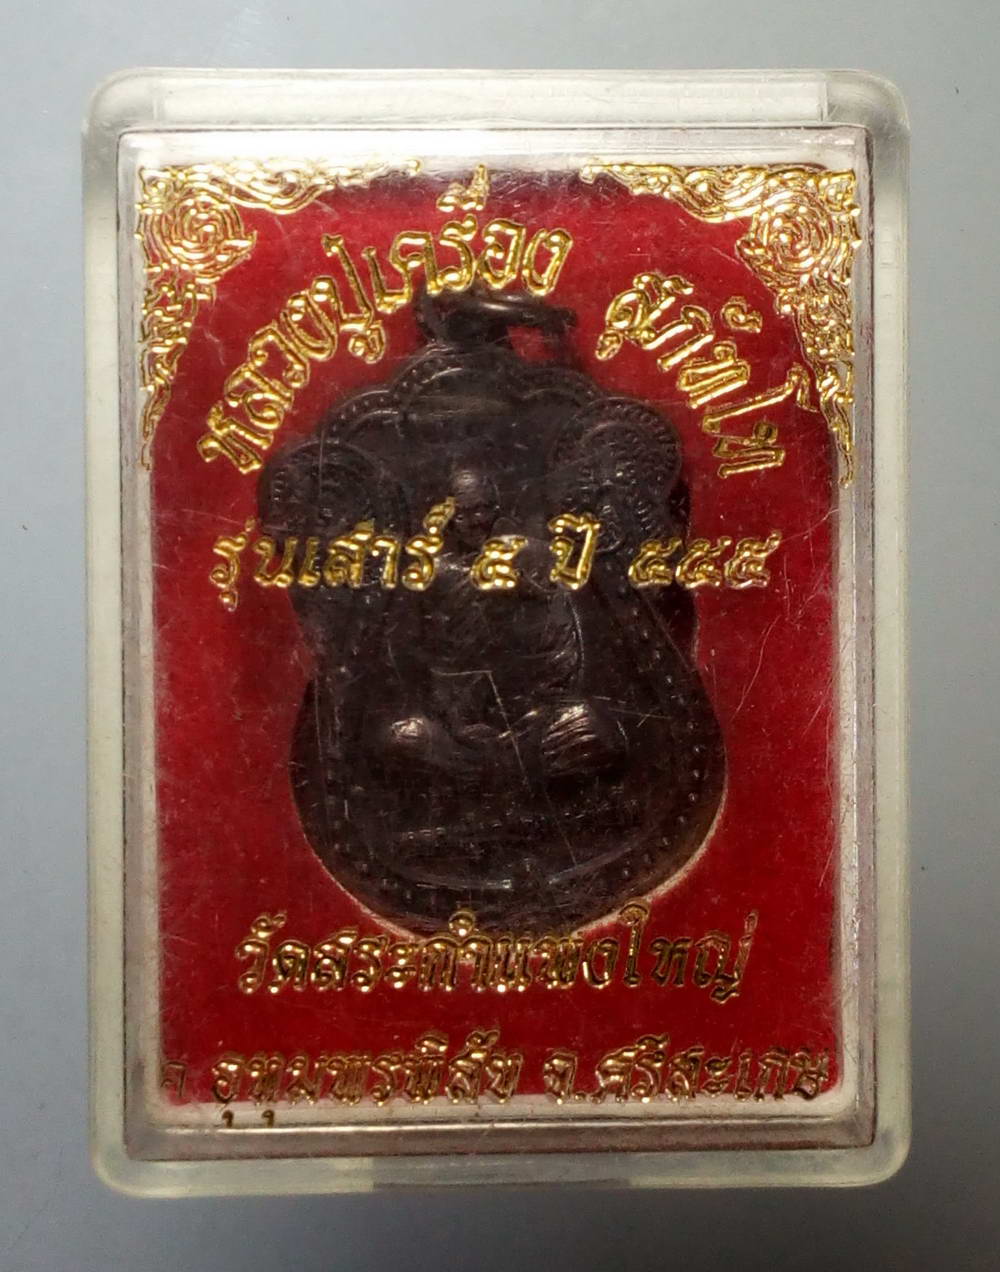 หลวงปู่เครื่อง สุภัทโท
รุ่นเสาร์ ๕ ปี ๕๕๕
วัดสระกำแพงใหญ่
อ.อุทุมพรพิสัย จ.ศรีสะเกษ